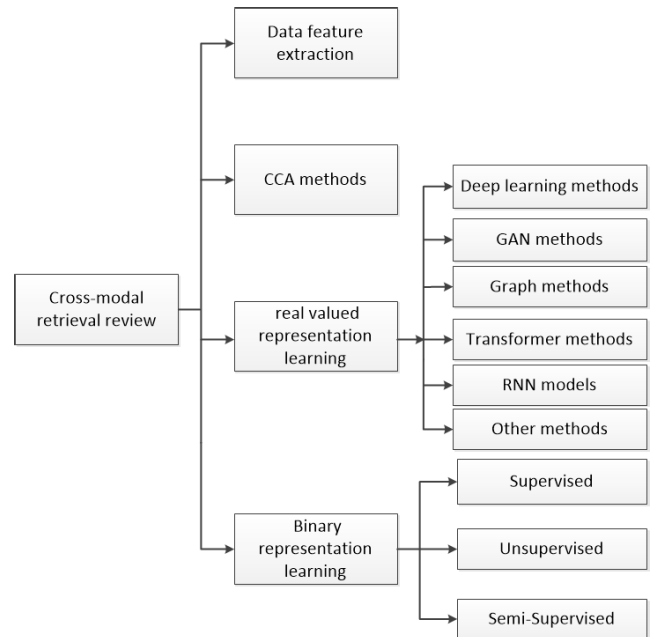 Data feature
extraction
CCA methods
Deep learning methods
GAN methods
Graph methods
Cross-modal
retrieval review
real valued
representation
learning
Transformer methods
RNN models
Other methods
Supervised
Binary
representation
learning
Unsupervised
Semi-Supervised